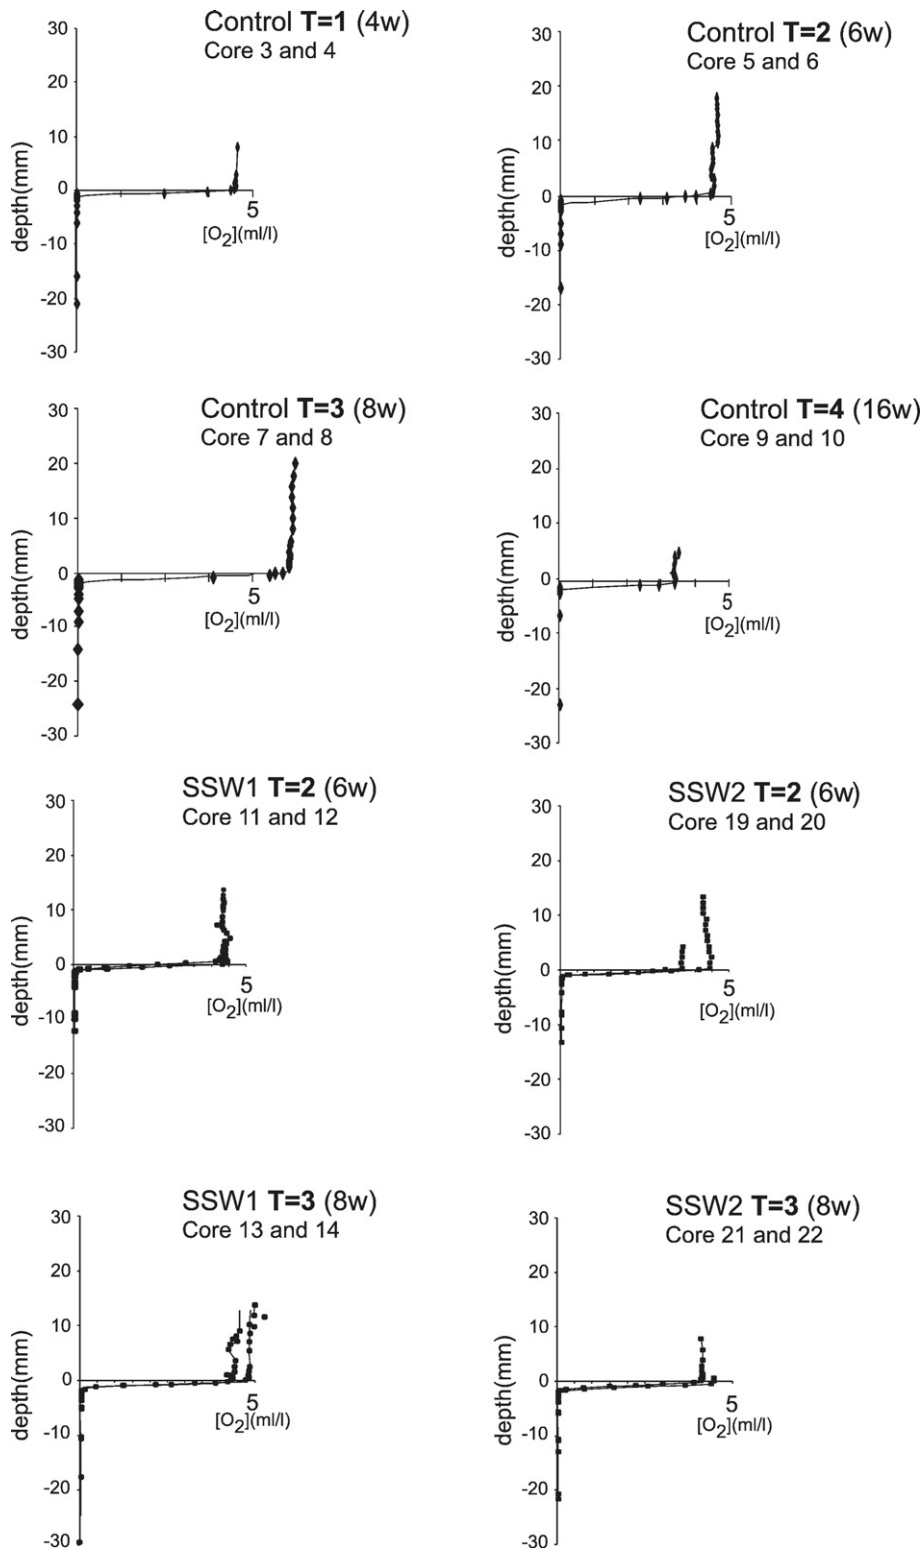 Control T=1 (4w)
Core 3 and 4
30
20
10
0
-10
-20
-30
depth(mm)
5
[O2](ml/l)
Control T=2 (6w)
Core 5 and 6
30
20
10
0
-10
-20
-30
depth(mm)
5
[O2](ml/l)
Control T=3 (8w)
Core 7 and 8
30
20
10
0
-10
-20
-30
depth(mm)
5
[O2](ml/l)
Control T=4 (16w)
Core 9 and 10
30
20
10
0
-10
-20
-30
depth(mm)
5
[O2](ml/l)
SSW1 T=2 (6w)
Core 11 and 12
30
20
10
0
-10
-20
-30
depth(mm)
5
[O2](ml/l)
SSW2 T=2 (6w)
Core 19 and 20
30
20
10
0
-10
-20
-30
depth(mm)
5
[O2](ml/l)
SSW1 T=3 (8w)
Core 13 and 14
30
20
10
0
-10
-20
-30
depth(mm)
5
[O2](ml/l)
SSW2 T=3 (8w)
Core 21 and 22
30
20
10
0
-10
-20
-30
depth(mm)
5
[O2](ml/l)